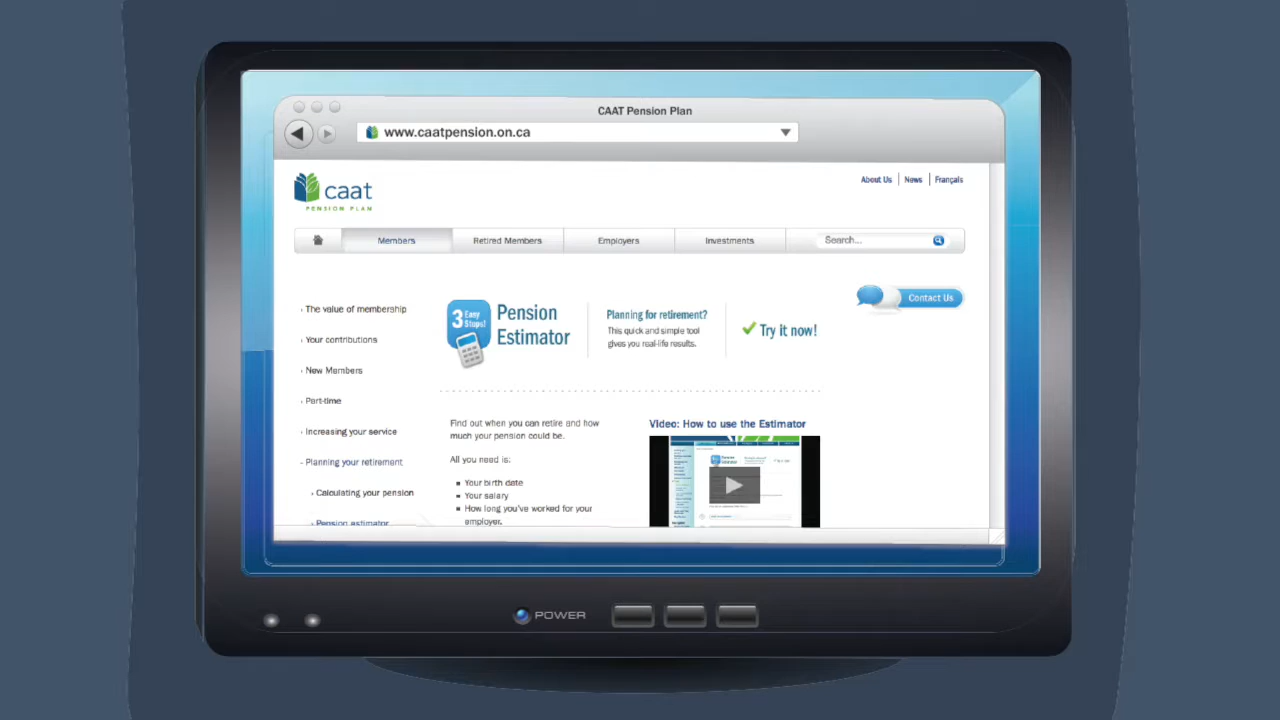 CAAT Pension Plan
www.caatpension.on.ca
caat
PENSION PLAN
About Us
News
Français
Members
Retired Members
Employers
Investments
Search...
Contact Us
› The value of membership
› Your contributions
› New Members
› Part-time
› Increasing your service
- Planning your retirement
› Calculating your pension
› Pension estimator
3 Easy
Steps!
Pension
Estimator
Planning for retirement?
This quick and simple tool
gives you real-life results.
Try it now!
Find out when you can retire and how
much your pension could be.
All you need is:
▪ Your birth date
▪ Your salary
▪ How long you've worked for your
employer.
Video: How to use the Estimator
POWER